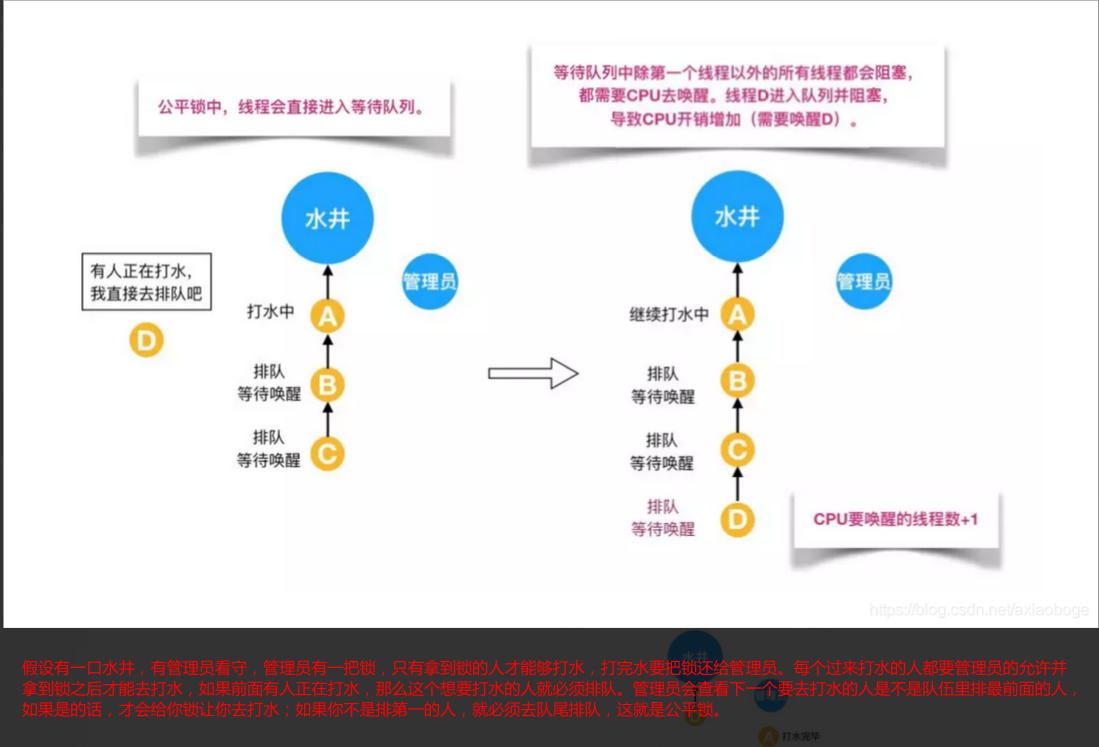 公平锁中，线程会直接进入等待队列。
等待队列中除第一个线程以外的所有线程都会阻塞，
都需要CPU去唤醒。线程D进入队列并阻塞，
导致CPU开销增加（需要唤醒D）。
水井
管理员
有人正在打水，
我直接去排队吧
D
打水中
A
排队
等待唤醒
B
排队
等待唤醒
C
水井
管理员
继续打水中
A
排队
等待唤醒
B
排队
等待唤醒
C
排队
等待唤醒
D
CPU要唤醒的线程数+1
https://blog.csdn.net/axiaoboge
假设有一口水井，有管理员看守，管理员有一把锁，只有拿到锁的人才能够打水，打完水要把锁还给管理员。每个过来打水的人都要管理员的允许并
拿到锁之后才能去打水，如果前面有人正在打水，那么这个想要打水的人就必须排队。管理员会查看下一个要去打水的人是不是队伍里排最前面的人，
如果是的话，才会给你锁让你去打水；如果你不是排第一的人，就必须去队尾排队，这就是公平锁。
水井
A
打水完毕